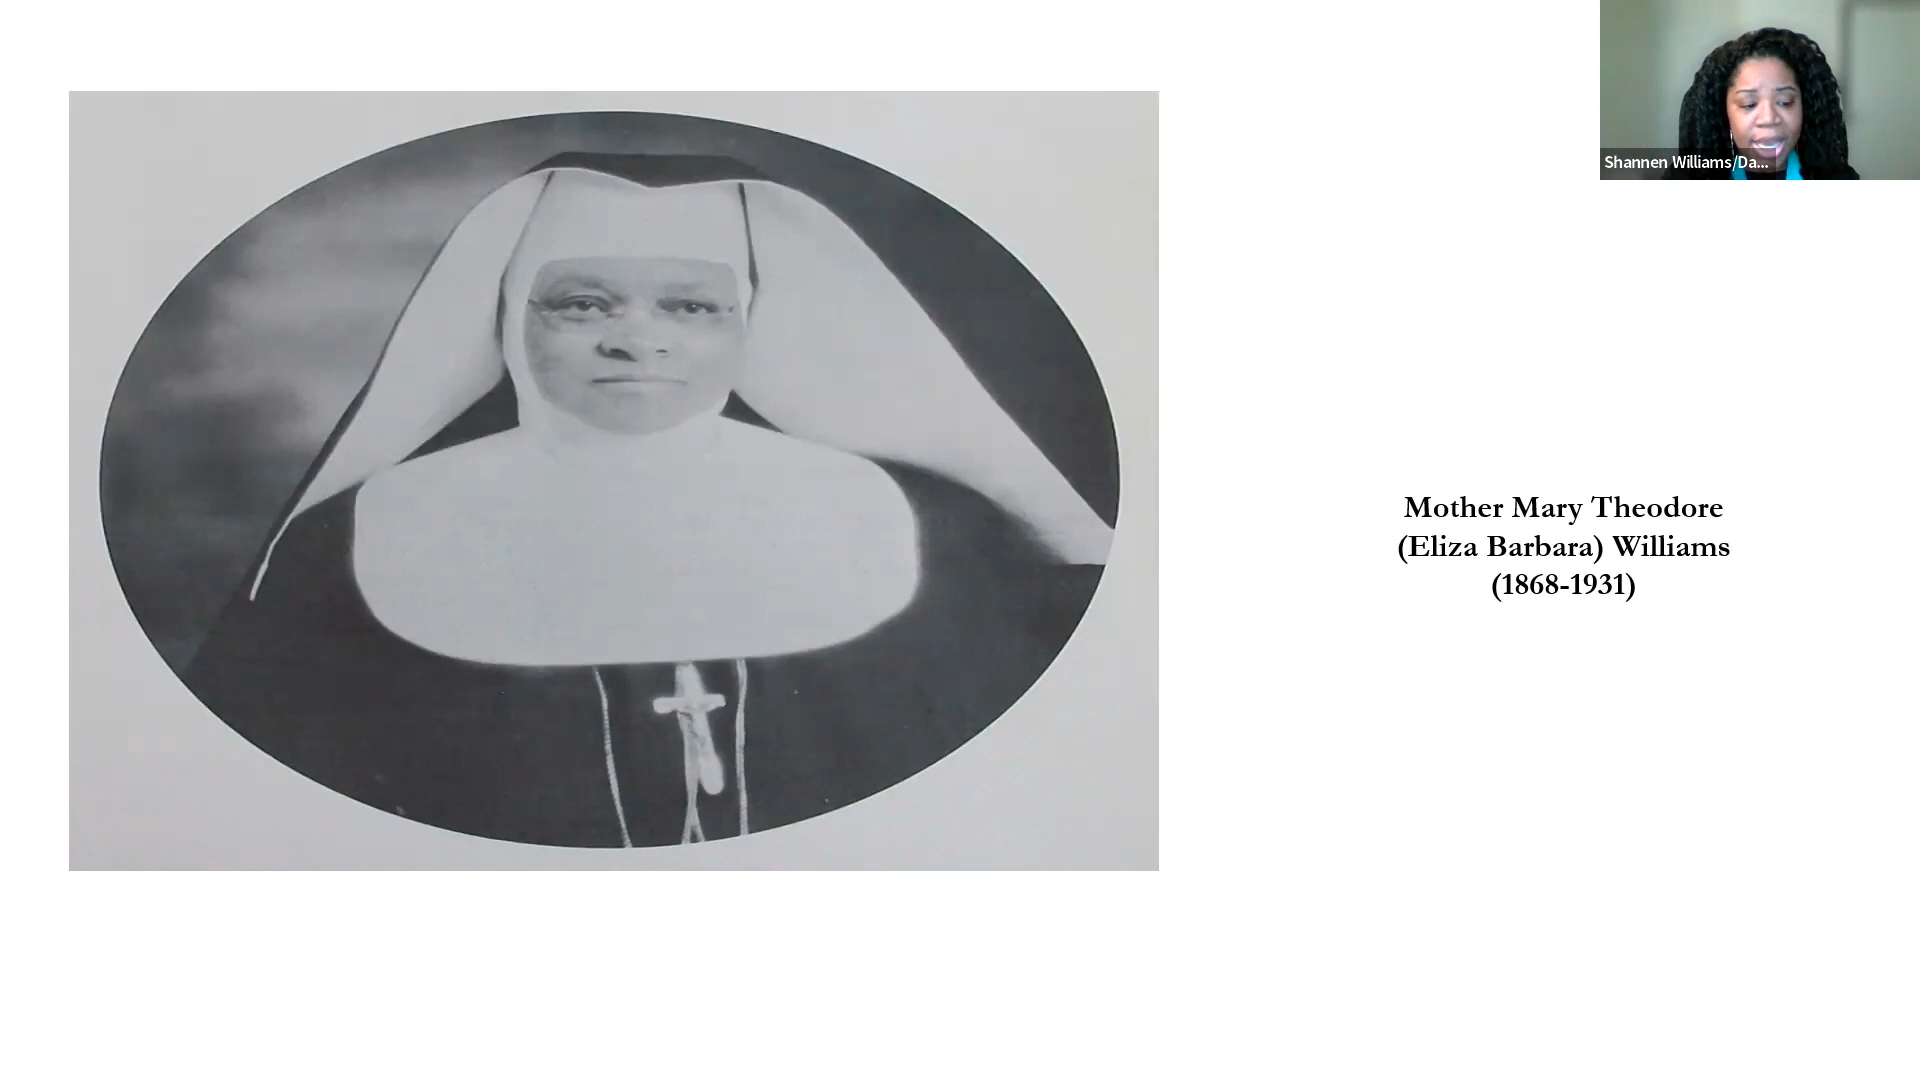 Shannen Williams/Da...
Mother Mary Theodore
(Eliza Barbara) Williams
(1868-1931)